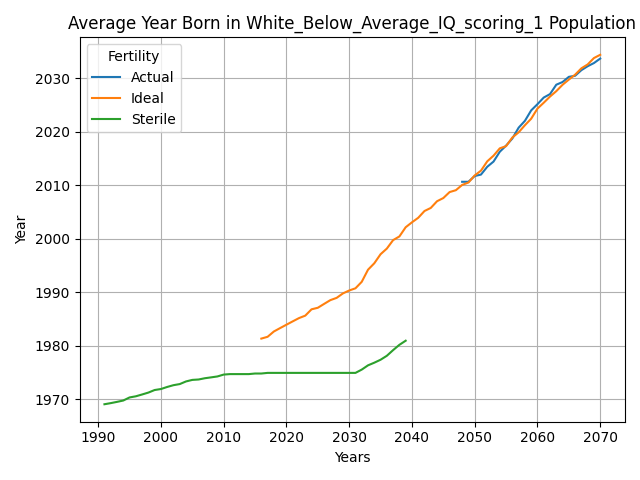 Average Year Born in White_Below_Average_IQ_scoring_1 Population
Fertility
Actual
Ideal
Sterile
Year
2030
2020
2010
2000
1990
1980
1970
1990 2000 2010 2020 2030 2040 2050 2060 2070
Years